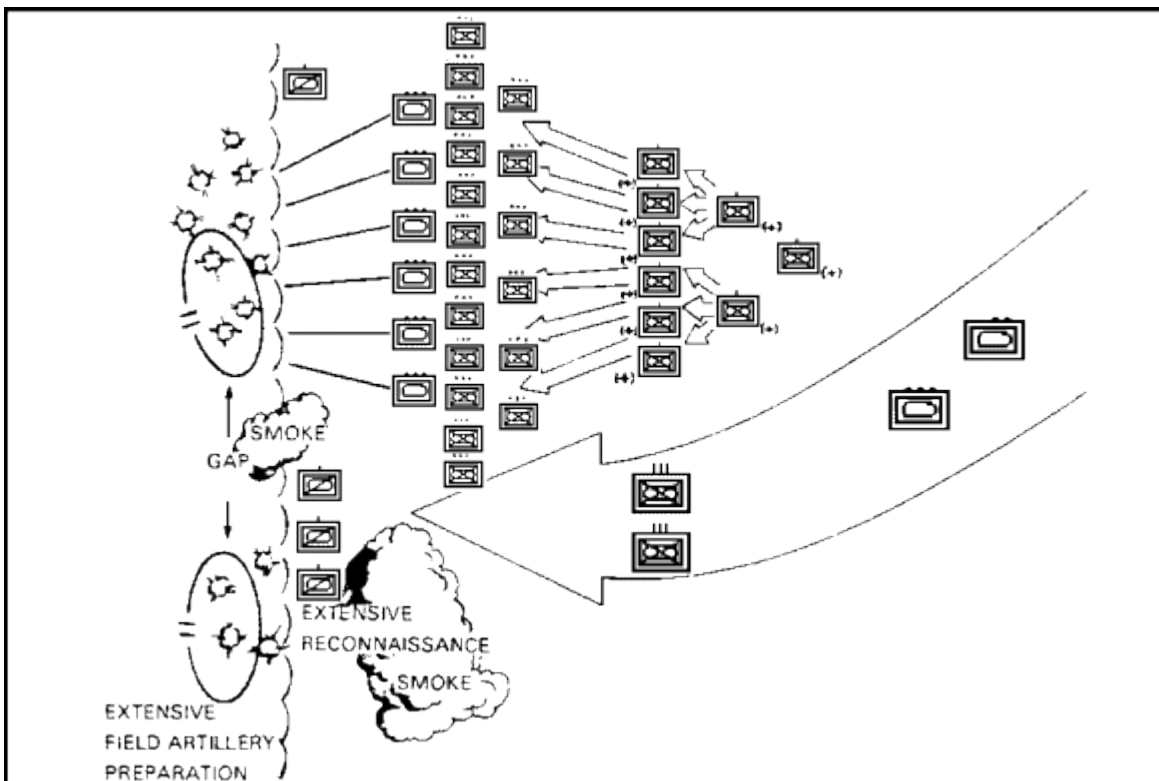 SMOKE
GAP
EXTENSIVE
RECONNAISSANCE
SMOKE
EXTENSIVE
FIELD ARTILLERY
PREPARATION
(+)
(+)
(+)
(+)
(+)
(+)
(+)
(+)
(+)